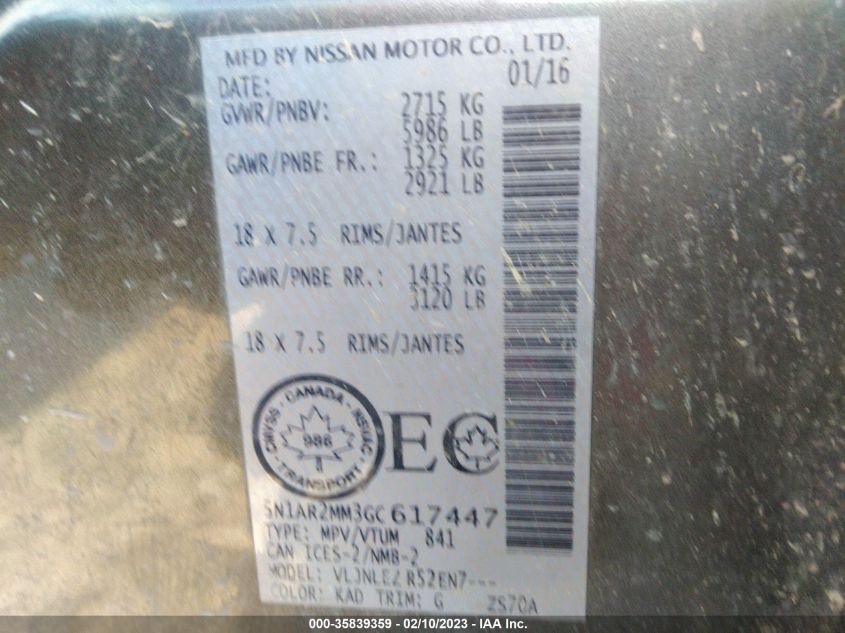 MFD BY NISSAN MOTOR CO., LTD.
DATE: 01/16
GVWR/PNBV: 2715 KG
5986 LB
GAWR/PNBE FR.: 1325 KG
2921 LB
18 X 7.5 RIMS/JANTES
GAWR/PNBE RR.: 1415 KG
3120 LB
18 X 7.5 RIMS/JANTES
CANADA
CMVSS - NSVAC
986
TRANSPORT
EC
5N1AR2MM3GC617447
TYPE: MPV/VTUM 841
CAN ICES-2/NMB-2
MODEL: R52EN7---
COLOR: KAD TRIM: G 2S70A
000-35839359 - 02/10/2023 - IAA Inc.